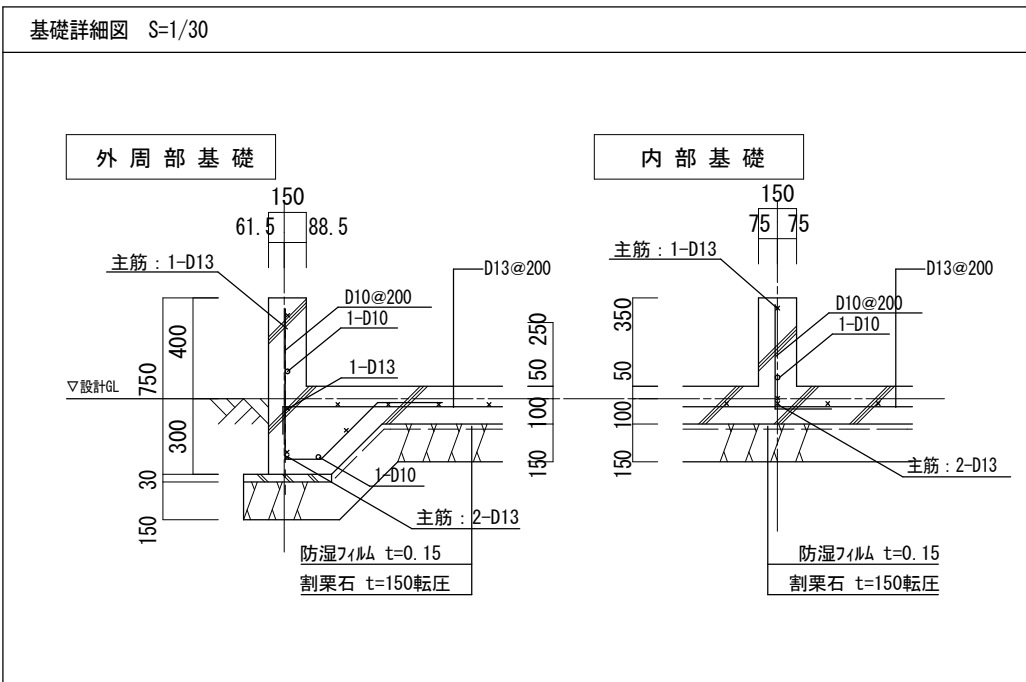 基礎詳細図 S=1/30
外周部基礎
150
61.5
88.5
主筋：1-D13
D13@200
D10@200
1-D10
1-D13
400
750
300
30
150
▽設計GL
250
50
100
150
1-D10
主筋：2-D13
防湿フィルム t=0.15
割栗石 t=150転圧
内部基礎
150
75
75
主筋：1-D13
D13@200
D10@200
1-D10
350
50
100
150
主筋：2-D13
防湿フィルム t=0.15
割栗石 t=150転圧